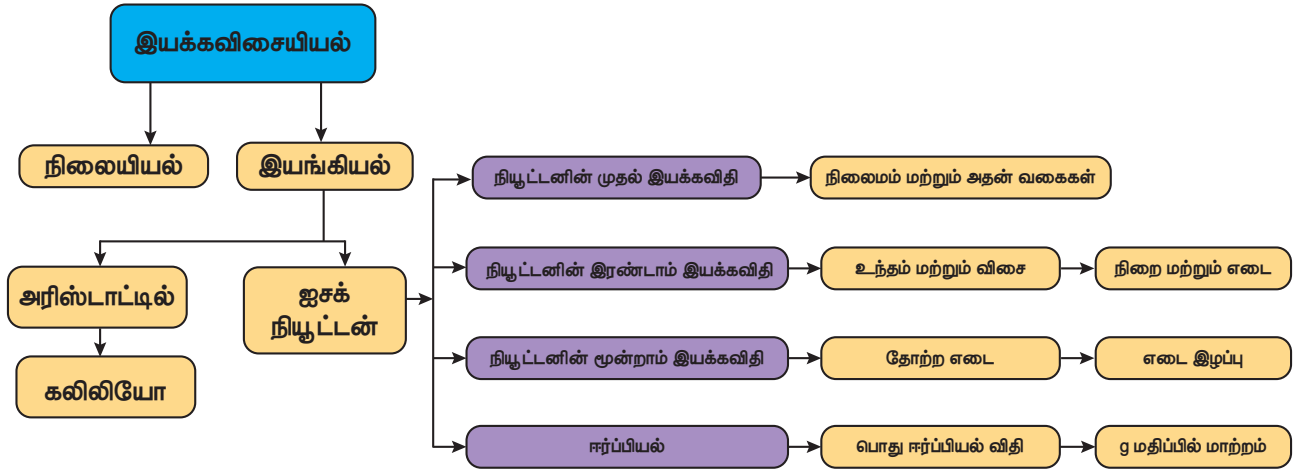 இயக்கவிசையியல்
நிலையியல்
இயங்கியல்
நியூட்டனின் முதல் இயக்கவிதி
நிலைமம் மற்றும் அதன் வகைகள்
அரிஸ்டாட்டில்
கலிலியோ
ஐசக்
நியூட்டன்
நியூட்டனின் இரண்டாம் இயக்கவிதி
உந்தம் மற்றும் விசை
நிறை மற்றும் எடை
நியூட்டனின் மூன்றாம் இயக்கவிதி
தோற்ற எடை
எடை இழப்பு
ஈர்ப்பியல்
பொது ஈர்ப்பியல் விதி
g மதிப்பில் மாற்றம்